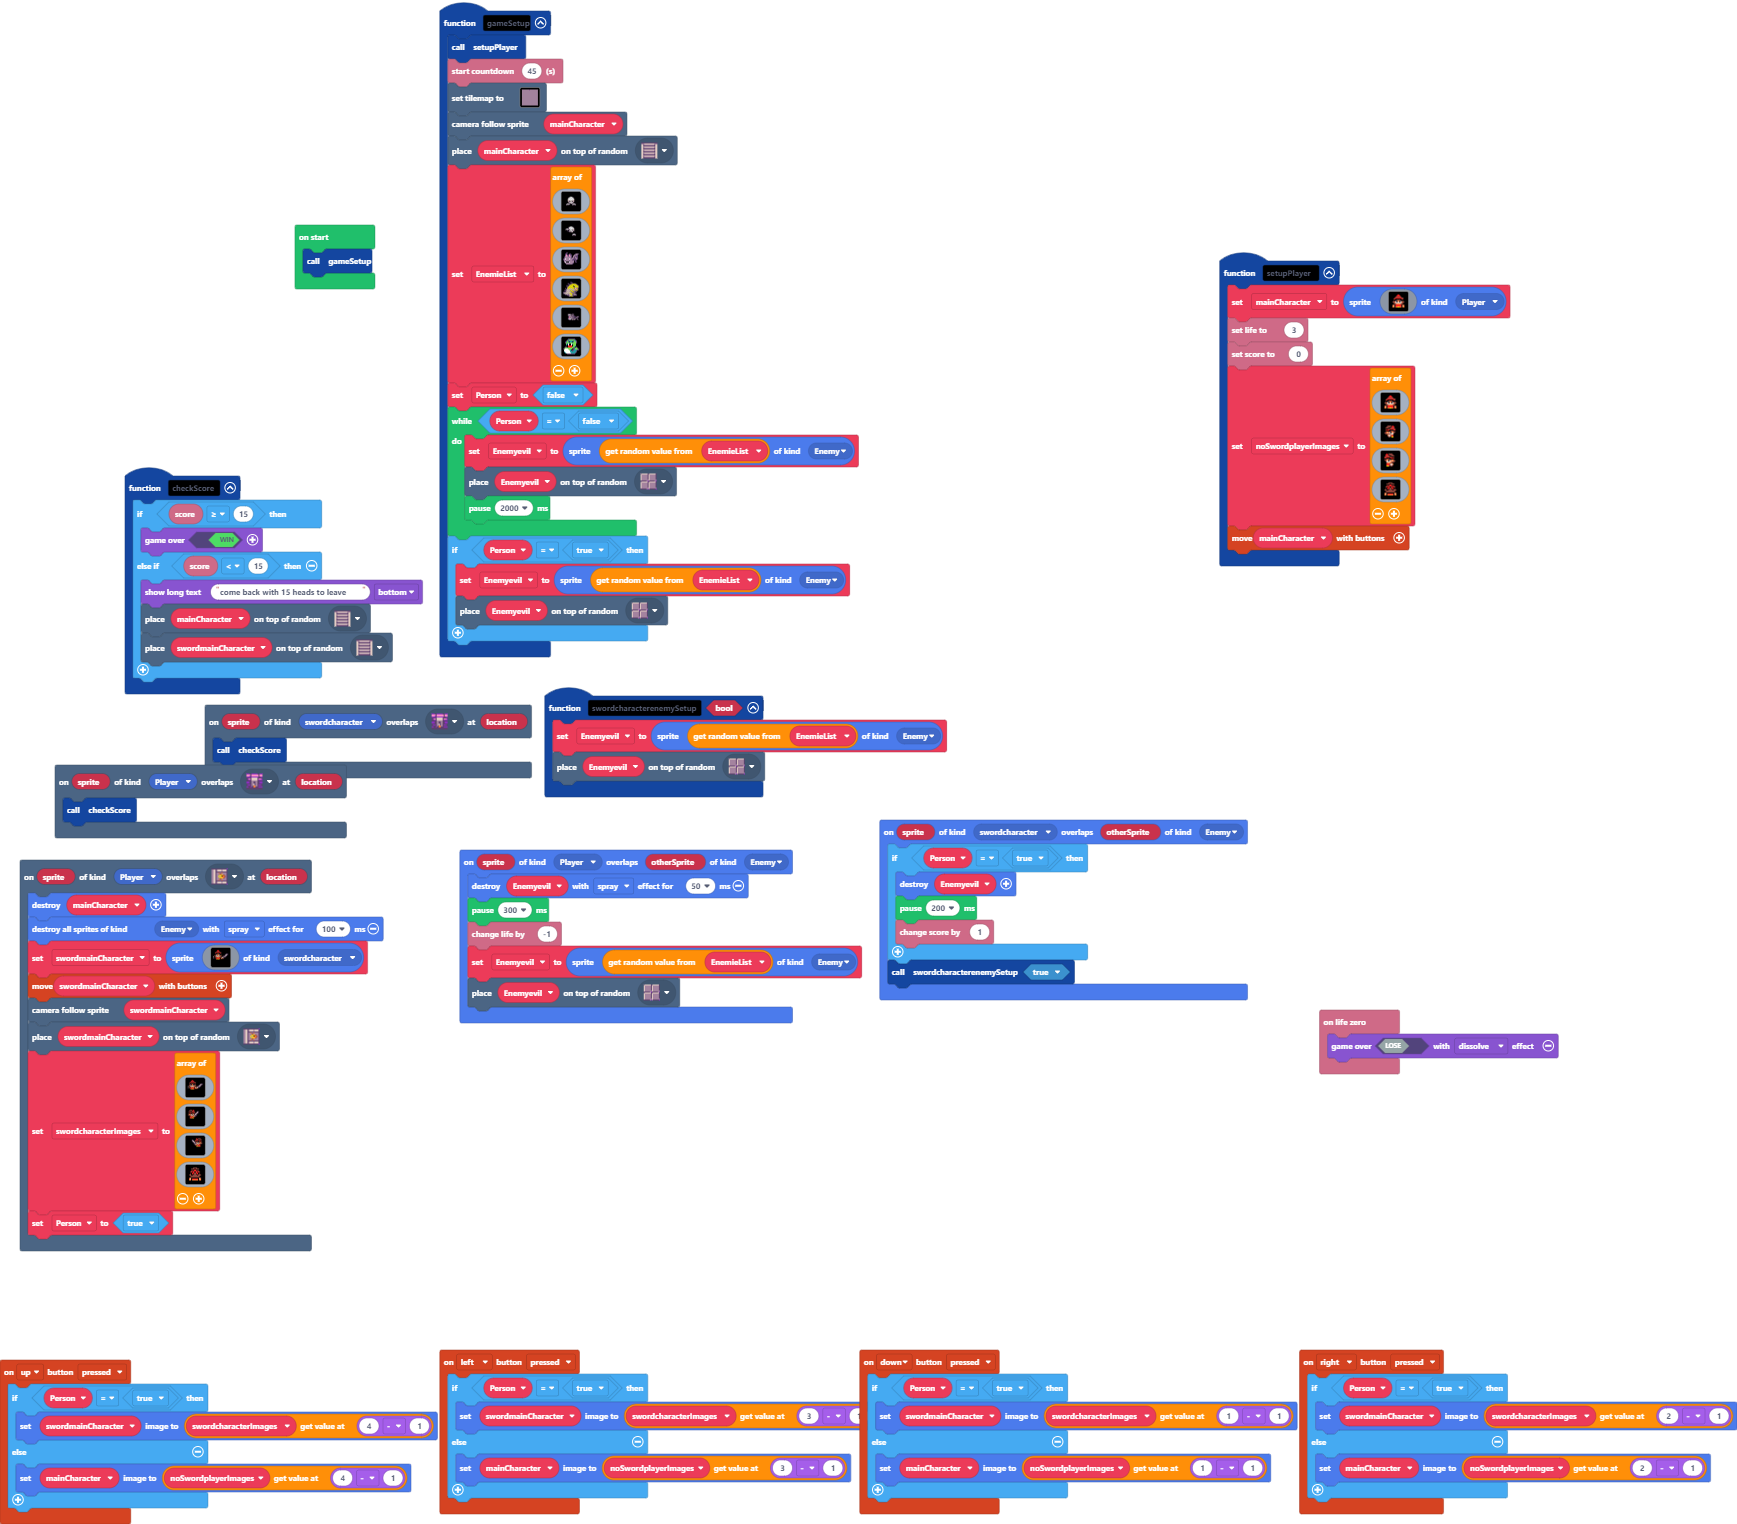 function gameSetup
call setupPlayer
start countdown 45 (s)
set tilemap to
camera follow sprite mainCharacter
place mainCharacter on top of random
array of
set EnemieList to
set Person to false
while Person = false
do
set Enemyevil to sprite get random value from EnemieList of kind Enemy
place Enemyevil on top of random
pause 2000 ms
if Person = true then
set Enemyevil to sprite get random value from EnemieList of kind Enemy
place Enemyevil on top of random
on start
call gameSetup
function setupPlayer
set mainCharacter to sprite of kind Player
set life to 3
set score to 0
array of
set noSwordplayerImages to
move mainCharacter with buttons
function checkScore
if score ≥ 15 then
game over WIN
else if score < 15 then
show long text "come back with 15 heads to leave" bottom
place mainCharacter on top of random
place swordmainCharacter on top of random
on sprite of kind swordcharacter overlaps at location
call checkScore
on sprite of kind Player overlaps at location
call checkScore
function swordcharacterenemySetup bool
set Enemyevil to sprite get random value from EnemieList of kind Enemy
place Enemyevil on top of random
on sprite of kind Player overlaps at location
destroy mainCharacter
destroy all sprites of kind Enemy with spray effect for 100 ms
set swordmainCharacter to sprite of kind swordcharacter
move swordmainCharacter with buttons
camera follow sprite swordmainCharacter
place swordmainCharacter on top of random
array of
set swordcharacterImages to
set Person to true
on sprite of kind Player overlaps otherSprite of kind Enemy
destroy Enemyevil with spray effect for 50 ms
pause 300 ms
change life by -1
set Enemyevil to sprite get random value from EnemieList of kind Enemy
place Enemyevil on top of random
on sprite of kind swordcharacter overlaps otherSprite of kind Enemy
if Person = true then
destroy Enemyevil
pause 200 ms
change score by 1
call swordcharacterenemySetup true
on life zero
game over LOSE with dissolve effect
on up button pressed
if Person = true then
set swordmainCharacter image to swordcharacterImages get value at 4 - 1
else
set mainCharacter image to noSwordplayerImages get value at 4 - 1
on left button pressed
if Person = true then
set swordmainCharacter image to swordcharacterImages get value at 3 - 1
else
set mainCharacter image to noSwordplayerImages get value at 3 - 1
on down button pressed
if Person = true then
set swordmainCharacter image to swordcharacterImages get value at 1 - 1
else
set mainCharacter image to noSwordplayerImages get value at 1 - 1
on right button pressed
if Person = true then
set swordmainCharacter image to swordcharacterImages get value at 2 - 1
else
set mainCharacter image to noSwordplayerImages get value at 2 - 1